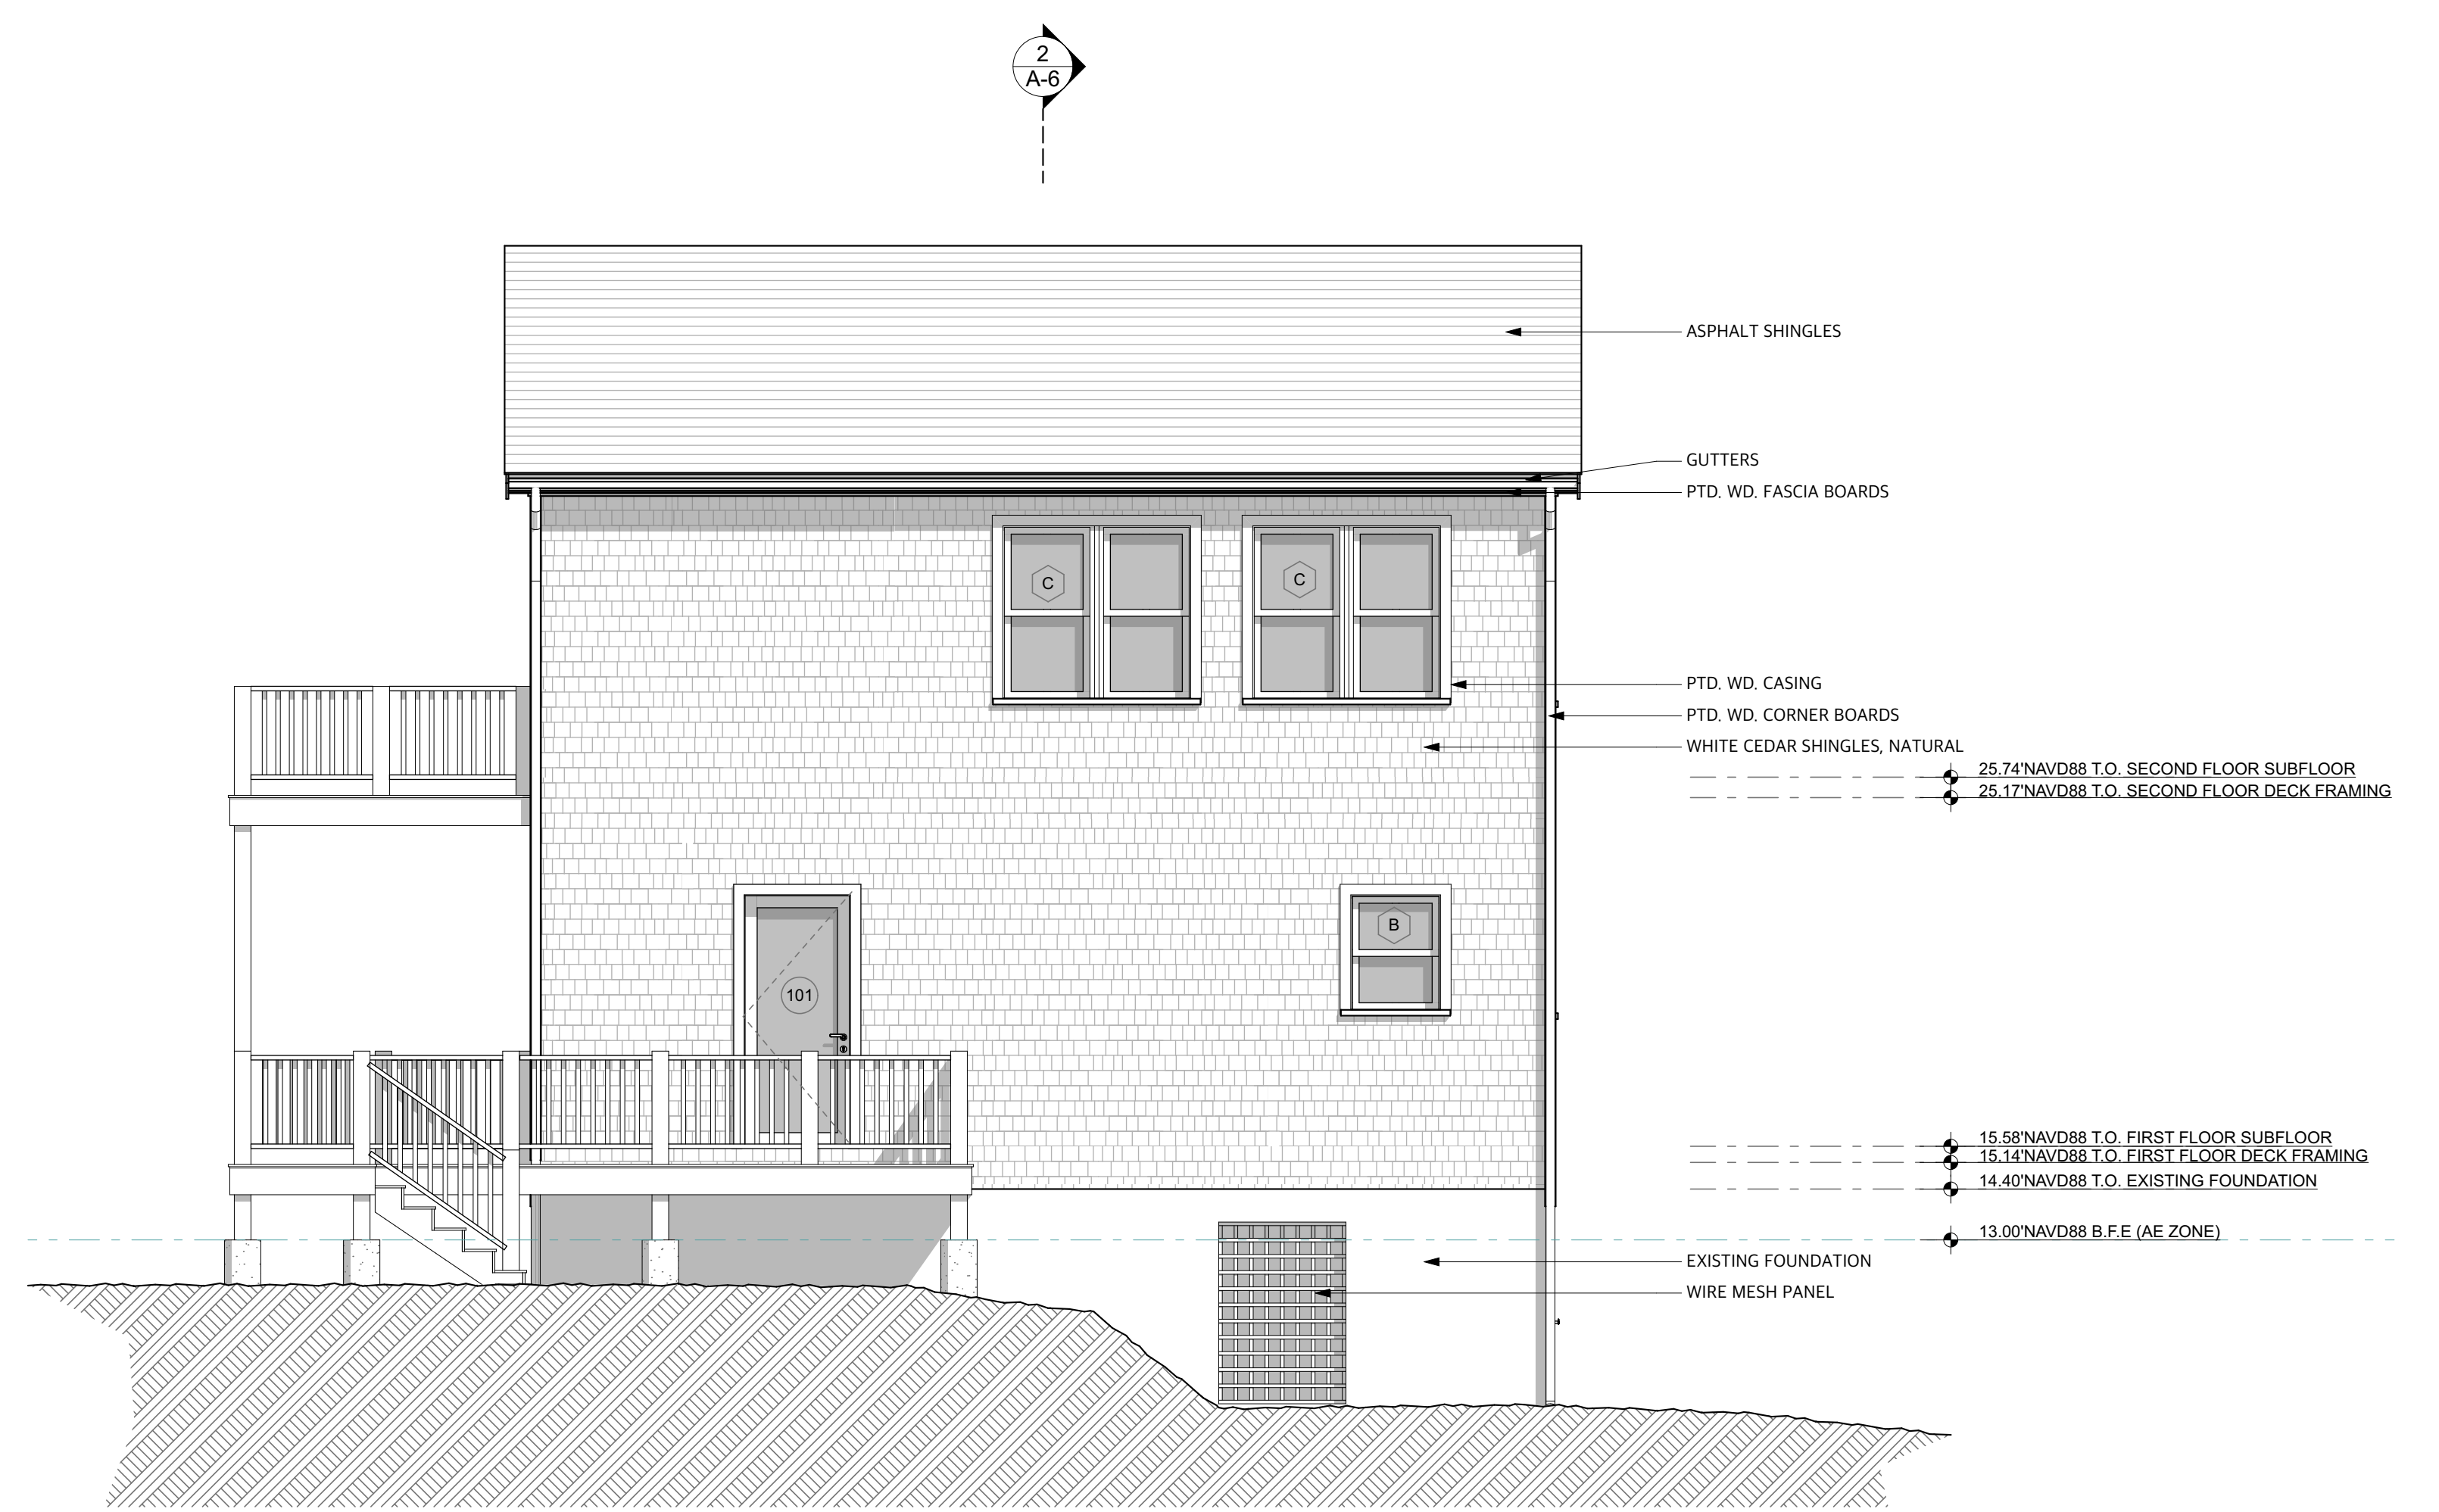 2
A-6
ASPHALT SHINGLES
GUTTERS
PTD. WD. FASCIA BOARDS
C
C
PTD. WD. CASING
PTD. WD. CORNER BOARDS
WHITE CEDAR SHINGLES, NATURAL
25.74'NAVD88 T.O. SECOND FLOOR SUBFLOOR
25.17'NAVD88 T.O. SECOND FLOOR DECK FRAMING
B
101
15.58'NAVD88 T.O. FIRST FLOOR SUBFLOOR
15.14'NAVD88 T.O. FIRST FLOOR DECK FRAMING
14.40'NAVD88 T.O. EXISTING FOUNDATION
13.00'NAVD88 B.F.E (AE ZONE)
EXISTING FOUNDATION
WIRE MESH PANEL